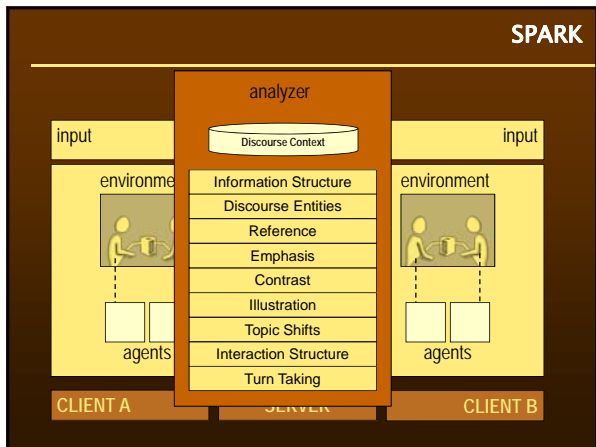 SPARK
analyzer
input
Discourse Context
input
environme
environment
Information Structure
Discourse Entities
Reference
Emphasis
Contrast
Illustration
Topic Shifts
Interaction Structure
Turn Taking
agents
agents
CLIENT A
SERVER
CLIENT B